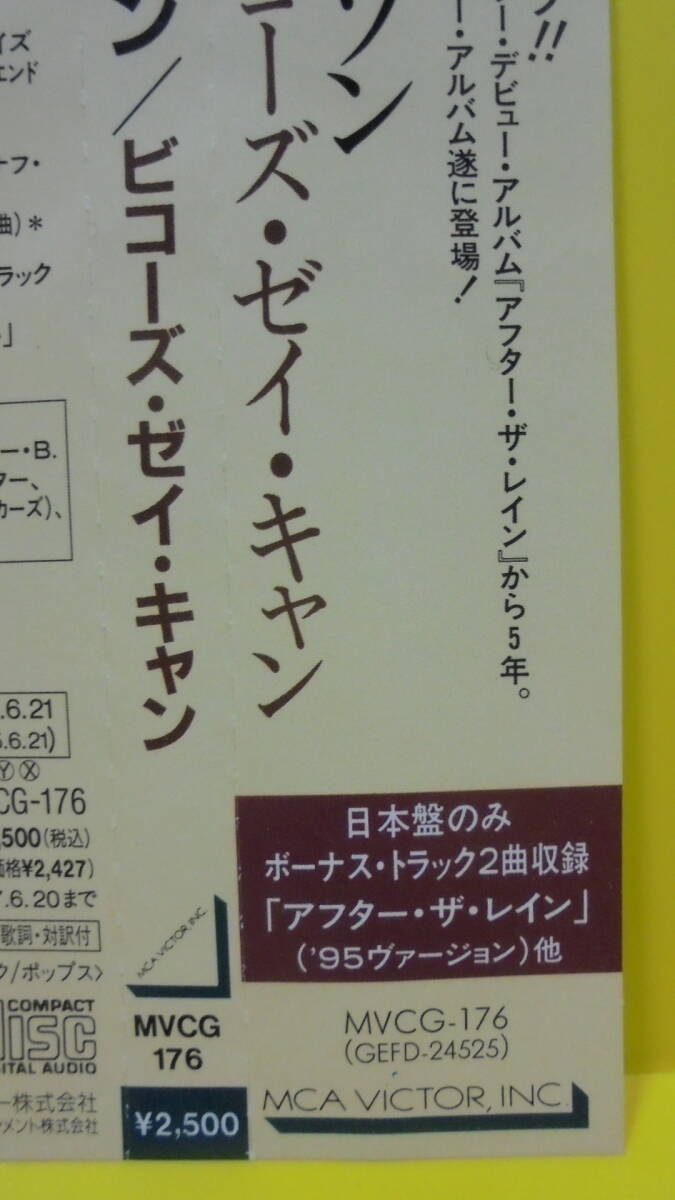 ブ!!
ー・デビュー・アルバム『アフター・ザ・レイン』から5年。
ー・アルバム遂に登場!
ソン
ーズ・ゼイ・キャン
日本盤のみ
ボーナス・トラック2曲収録
「アフター・ザ・レイン」
('95ヴァージョン)他
MVCG-176
(GEFD-24525)
MCA VICTOR, INC.
ン/ビコーズ・ゼイ・キャン
MCA VICTOR, INC.
MVCG
176
¥2,500
イズ
エンド
ーフ・
曲)*
ラック
」
ー・B.
ター、
カーズ)、
.6.21
.6.21)
ⓎⓍ
CG-176
,500(税込)
価格¥2,427)
.6.20まで
歌詞・対訳付
ク/ポップス〉
COMPACT
DISC
DIGITAL AUDIO
ー株式会社
ンメント株式会社